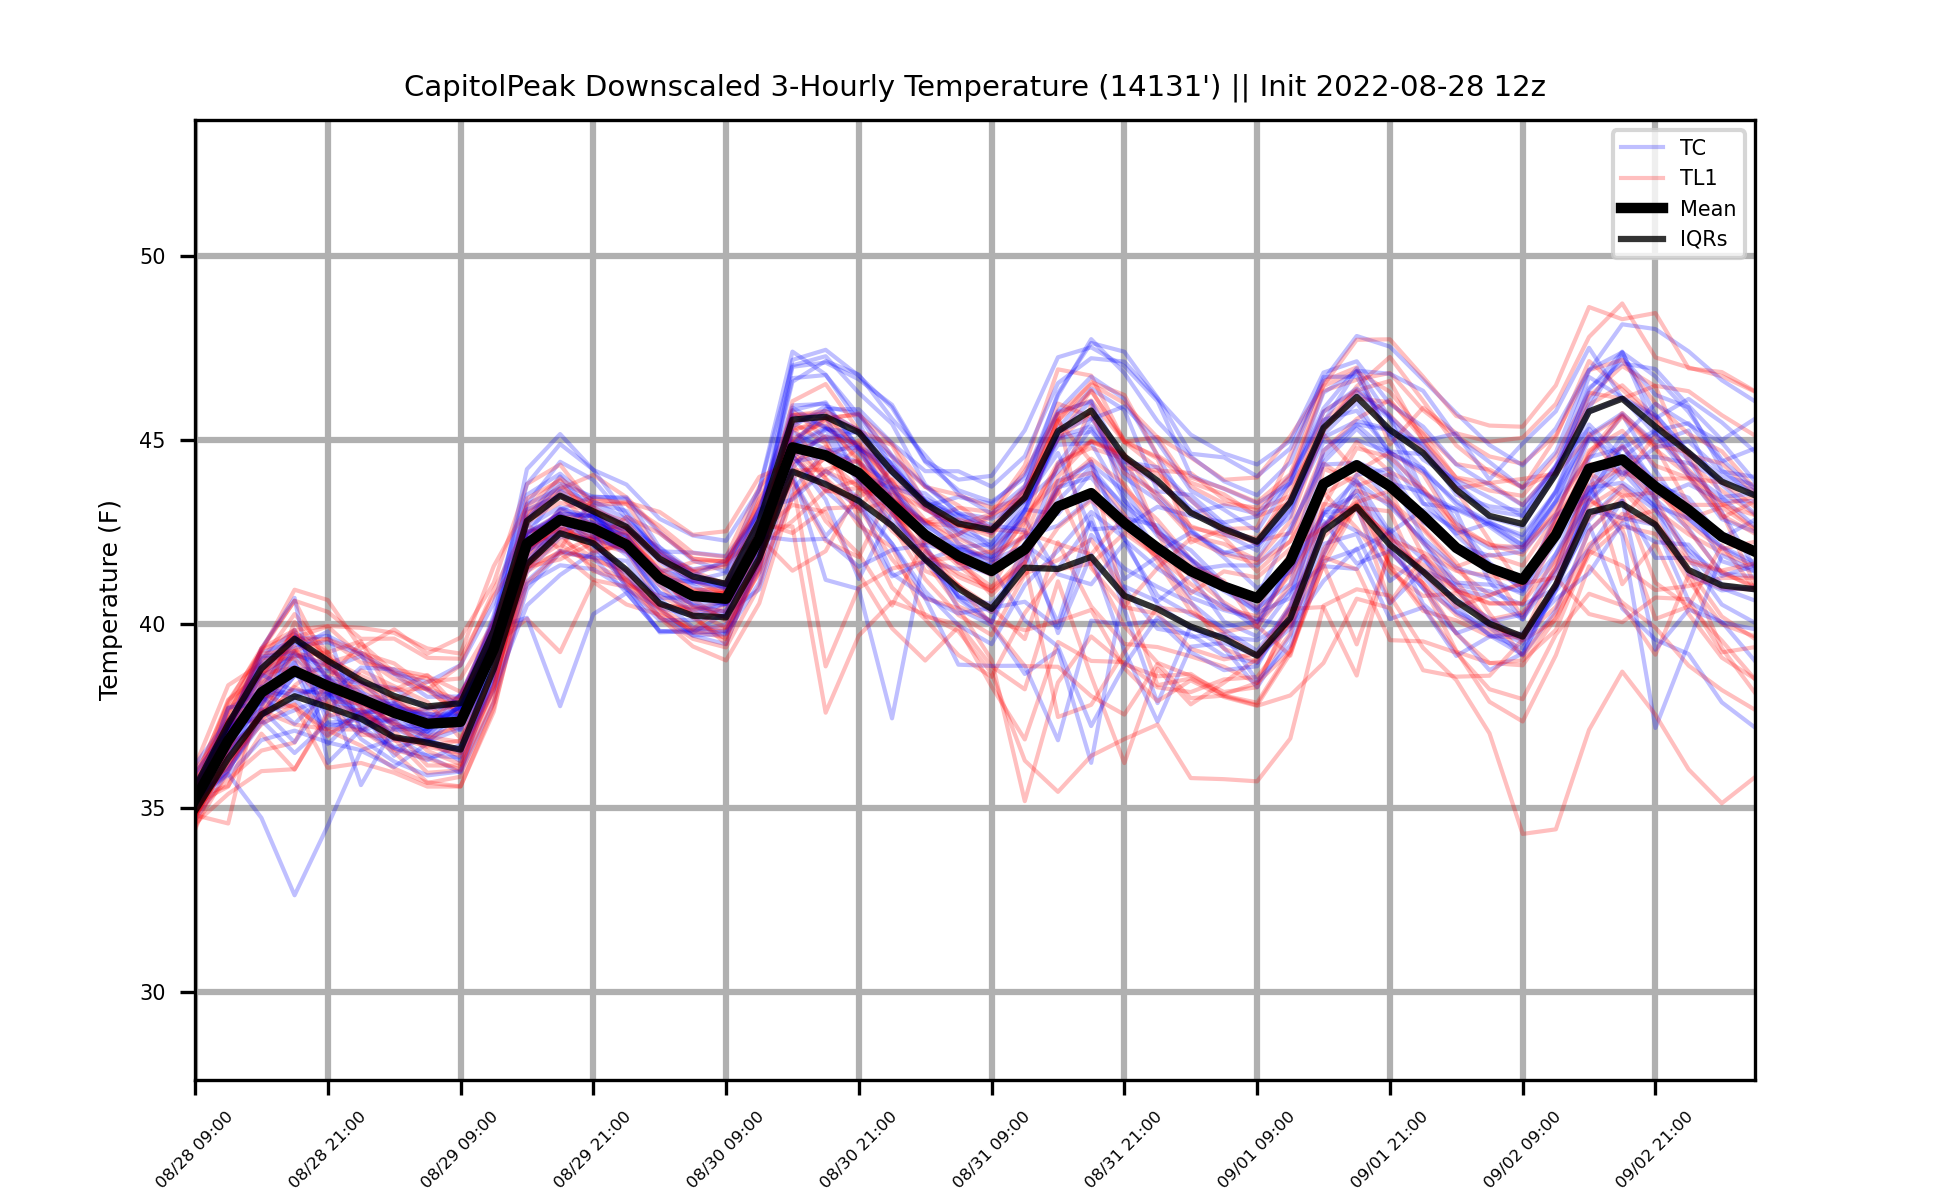 CapitolPeak Downscaled 3-Hourly Temperature (14131') || Init 2022-08-28 12z
TC
TL1
Mean
IQRs
Temperature (F)
50
45
40
35
30
08/28 09:00
08/28 21:00
08/29 09:00
08/29 21:00
08/30 09:00
08/30 21:00
08/31 09:00
08/31 21:00
09/01 09:00
09/01 21:00
09/02 09:00
09/02 21:00